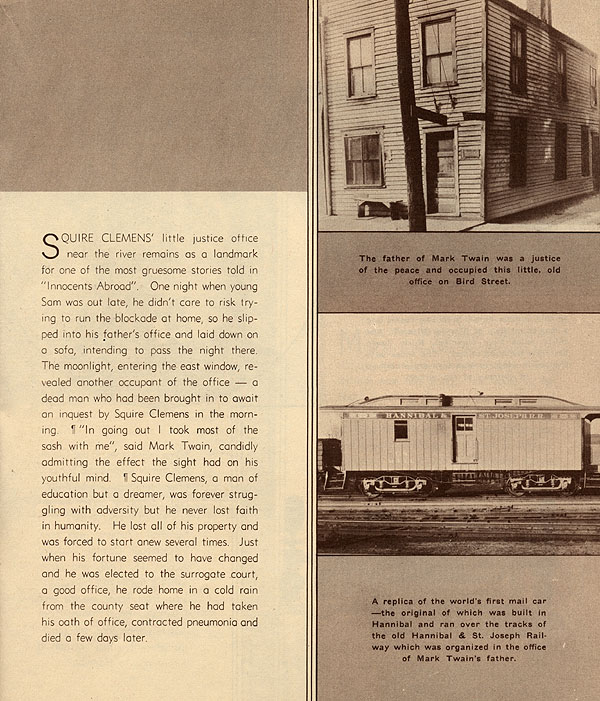 SQUIRE CLEMENS' little justice office
near the river remains as a landmark
for one of the most gruesome stories told in
"Innocents Abroad". One night when young
Sam was out late, he didn't care to risk try-
ing to run the blockade at home, so he slip-
ped into his father's office and laid down on
a sofa, intending to pass the night there.
The moonlight, entering the east window, re-
vealed another occupant of the office — a
dead man who had been brought in to await
an inquest by Squire Clemens in the morn-
ing. ¶ "In going out I took most of the
sash with me", said Mark Twain, candidly
admitting the effect the sight had on his
youthful mind. ¶ Squire Clemens, a man of
education but a dreamer, was forever strug-
gling with adversity but he never lost faith
in humanity. He lost all of his property and
was forced to start anew several times. Just
when his fortune seemed to have changed
and he was elected to the surrogate court,
a good office, he rode home in a cold rain
from the county seat where he had taken
his oath of office, contracted pneumonia and
died a few days later.
The father of Mark Twain was a justice
of the peace and occupied this little, old
office on Bird Street.
HANNIBAL & ST. JOSEPH R.R.
A replica of the world's first mail car
—the original of which was built in
Hannibal and ran over the tracks of
the old Hannibal & St. Joseph Rail-
way which was organized in the office
of Mark Twain's father.